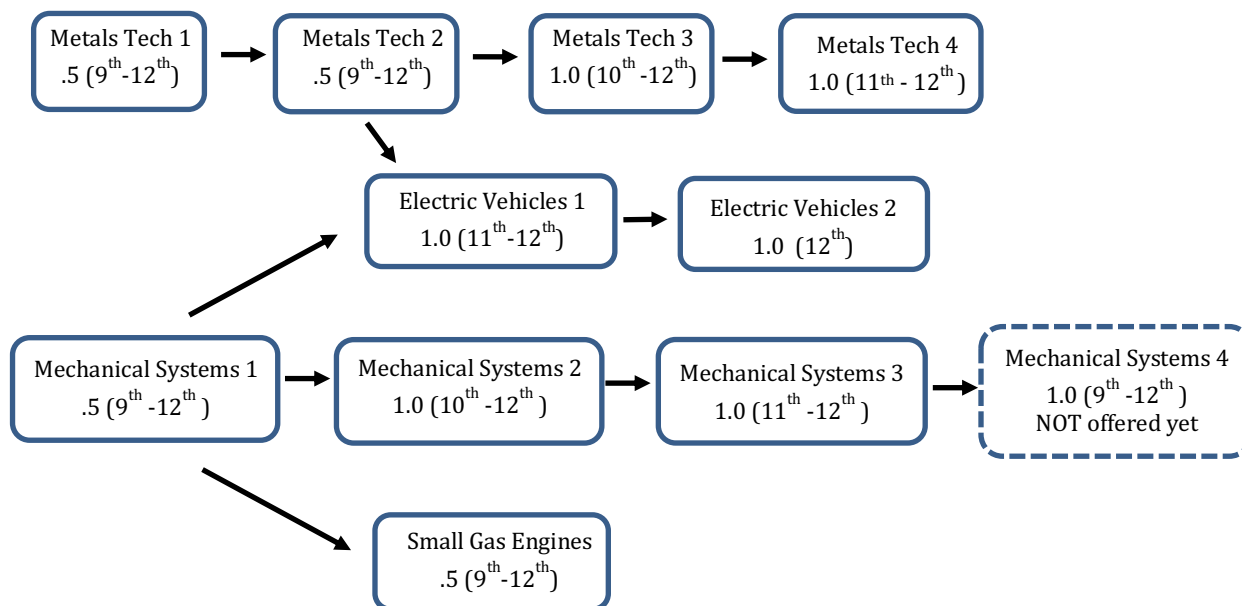 Metals Tech 1
.5 (9th-12th)
Metals Tech 2
.5 (9th-12th)
Metals Tech 3
1.0 (10th -12th)
Metals Tech 4
1.0 (11th - 12th)
Electric Vehicles 1
1.0 (11th-12th)
Electric Vehicles 2
1.0 (12th)
Mechanical Systems 1
.5 (9th -12th)
Mechanical Systems 2
1.0 (10th -12th)
Mechanical Systems 3
1.0 (11th -12th)
Mechanical Systems 4
1.0 (9th -12th)
NOT offered yet
Small Gas Engines
.5 (9th-12th)